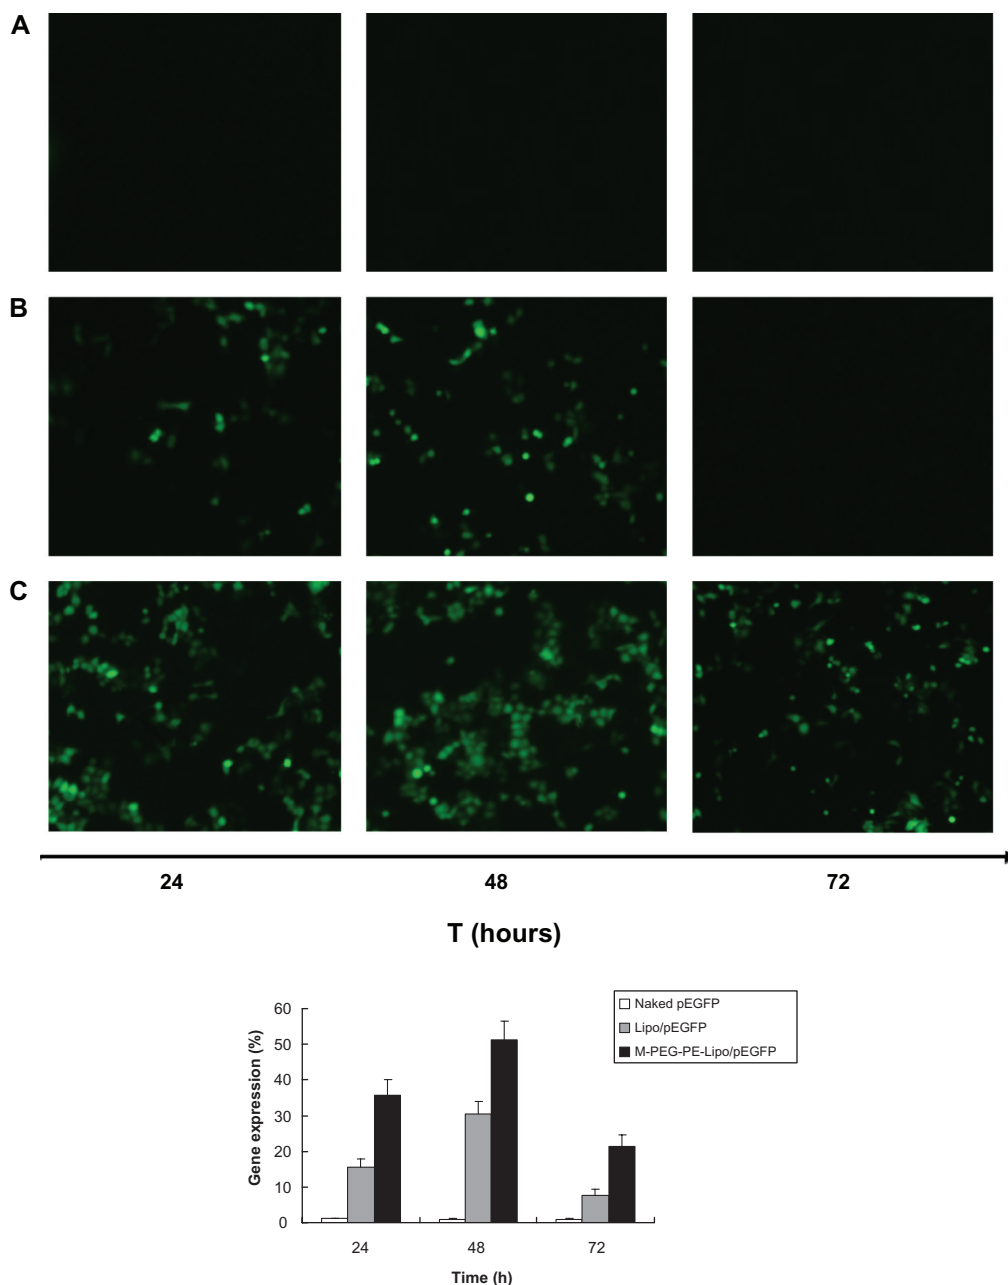 A
B
C
24 48 72
T (hours)
60
50
40
30
20
10
0
Gene expression (%)
Naked pEGFP
Lipo/pEGFP
M-PEG-PE-Lipo/pEGFP
24 48 72
Time (h)